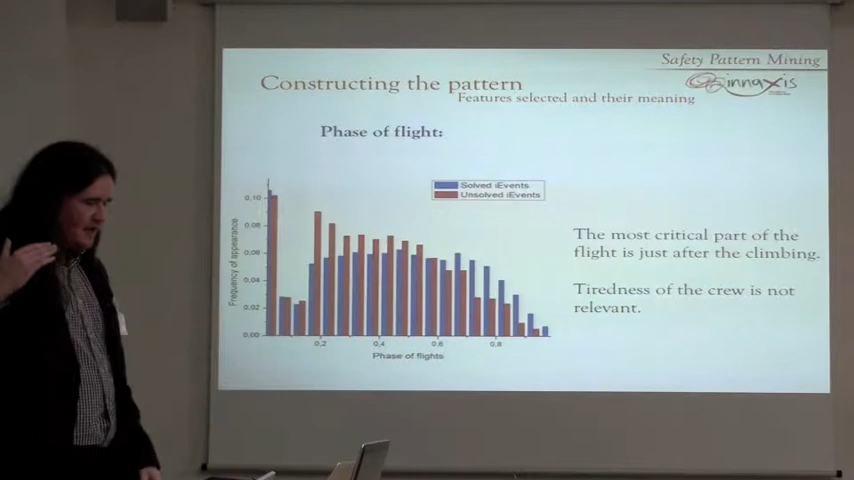 Safety Pattern Mining
innaxis
Constructing the pattern
Features selected and their meaning
Phase of flight:
Solved iEvents
Unsolved iEvents
0,10
0,08
0,06
0,04
0,02
0,00
Frequency of appearance
0,2
0,4
0,6
0,8
Phase of flights
The most critical part of the
flight is just after the climbing.
Tiredness of the crew is not
relevant.